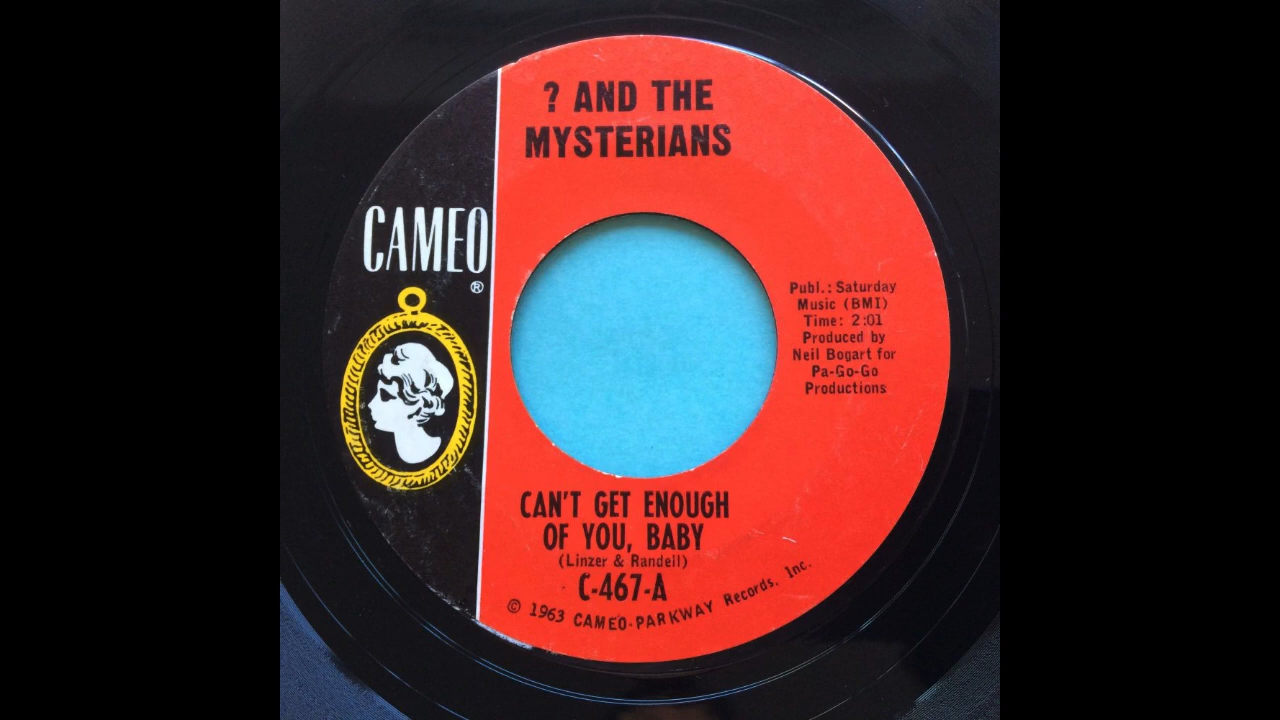 ? AND THE
MYSTERIANS
CAMEO
®
Publ.: Saturday
Music (BMI)
Time: 2:01
Produced by
Neil Bogart for
Pa-Go-Go
Productions
CAN'T GET ENOUGH
OF YOU, BABY
(Linzer & Randell)
C-467-A
© 1963 CAMEO-PARKWAY Records, Inc.